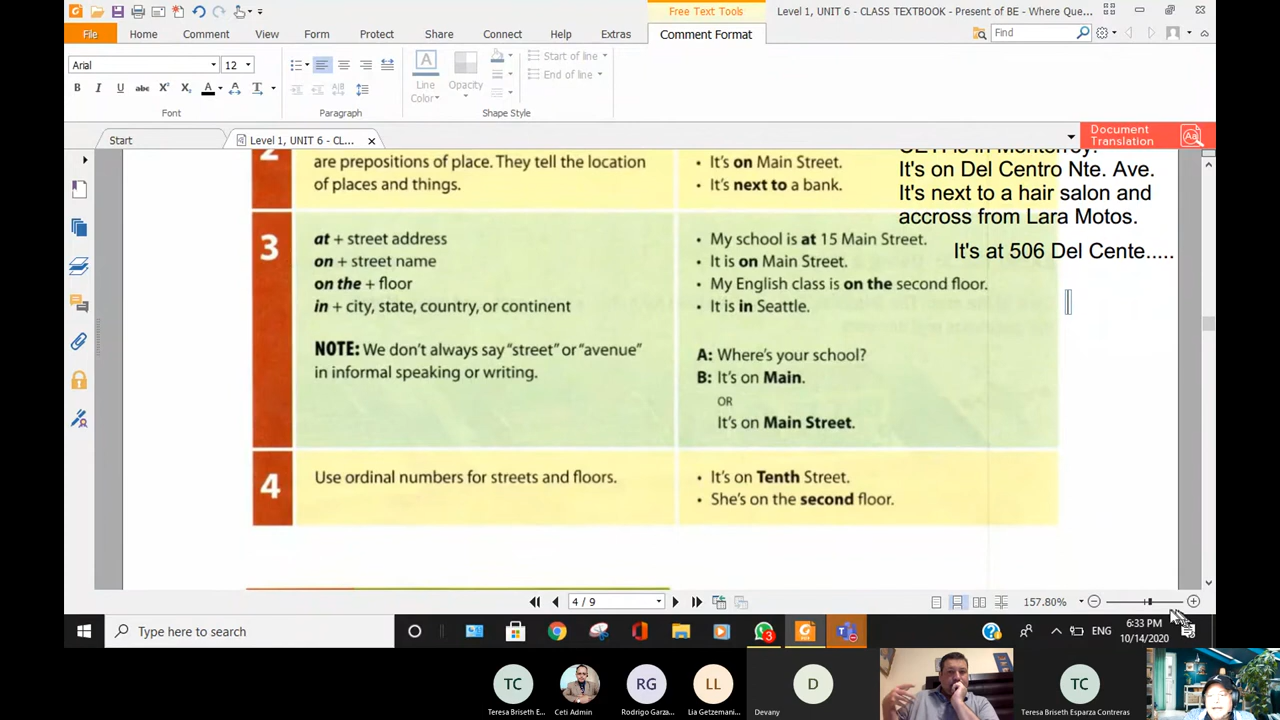 Free Text Tools
Level 1, UNIT 6 - CLASS TEXTBOOK - Present of BE - Where Que...
File
Home
Comment
View
Form
Protect
Share
Connect
Help
Extras
Comment Format
Find
Arial
12
Start of line
End of line
B
I
U
abc
X²
X₂
A
A
T
Line
Color
Opacity
Font
Paragraph
Shape Style
Start
Level 1, UNIT 6 - CL...
Document
Translation
2
are prepositions of place. They tell the location
of places and things.
• It's on Main Street.
• It's next to a bank.
CETI is in Monterrey.
It's on Del Centro Nte. Ave.
It's next to a hair salon and
accross from Lara Motos.
It's at 506 Del Cente.....
3
at + street address
on + street name
on the + floor
in + city, state, country, or continent
NOTE: We don't always say "street" or "avenue"
in informal speaking or writing.
• My school is at 15 Main Street.
• It is on Main Street.
• My English class is on the second floor.
• It is in Seattle.
A: Where's your school?
B: It's on Main.
OR
It's on Main Street.
4
Use ordinal numbers for streets and floors.
• It's on Tenth Street.
• She's on the second floor.
4 / 9
157.80%
Type here to search
3
ENG
6:33 PM
10/14/2020
TC
Teresa Briseth E...
Ceti Admin
RG
Rodrigo Garza...
LL
Lia Getzemani...
D
Devany
TC
Teresa Briseth Esparza Contreras